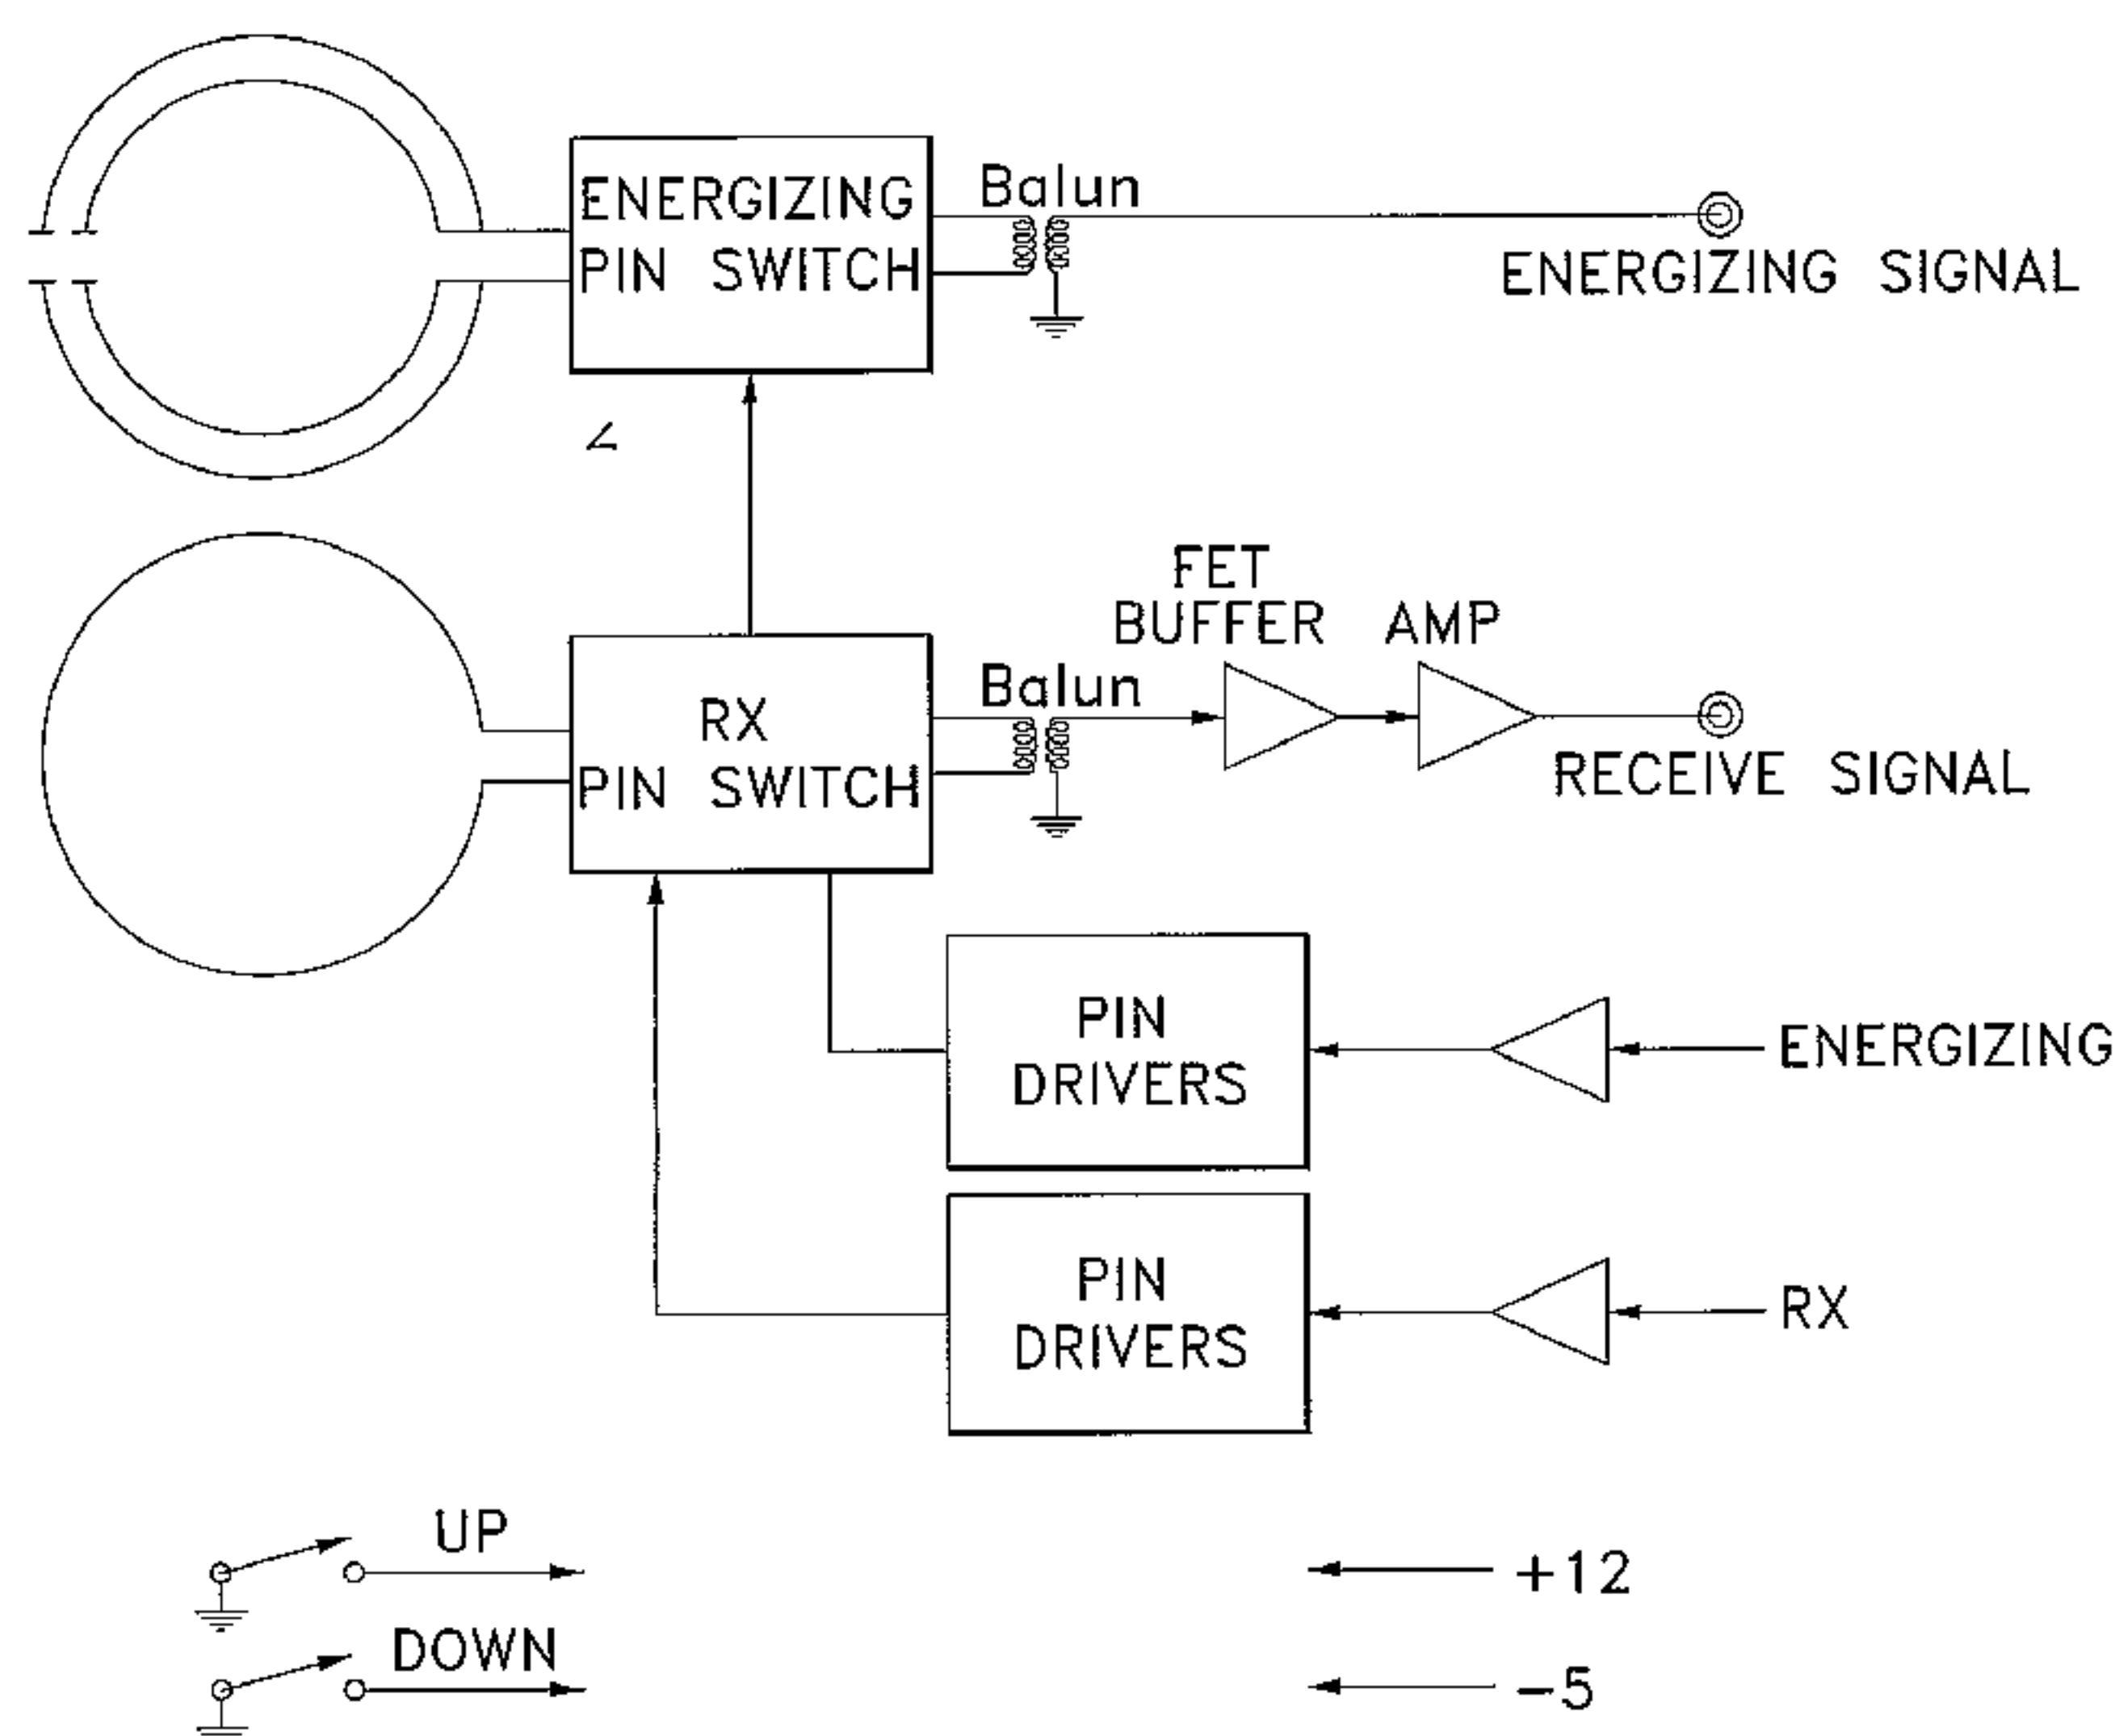 ENERGIZING
PIN SWITCH
Balun
ENERGIZING SIGNAL
FET
BUFFER AMP
RX
PIN SWITCH
Balun
RECEIVE SIGNAL
PIN
DRIVERS
ENERGIZING
PIN
DRIVERS
RX
UP
+12
DOWN
-5